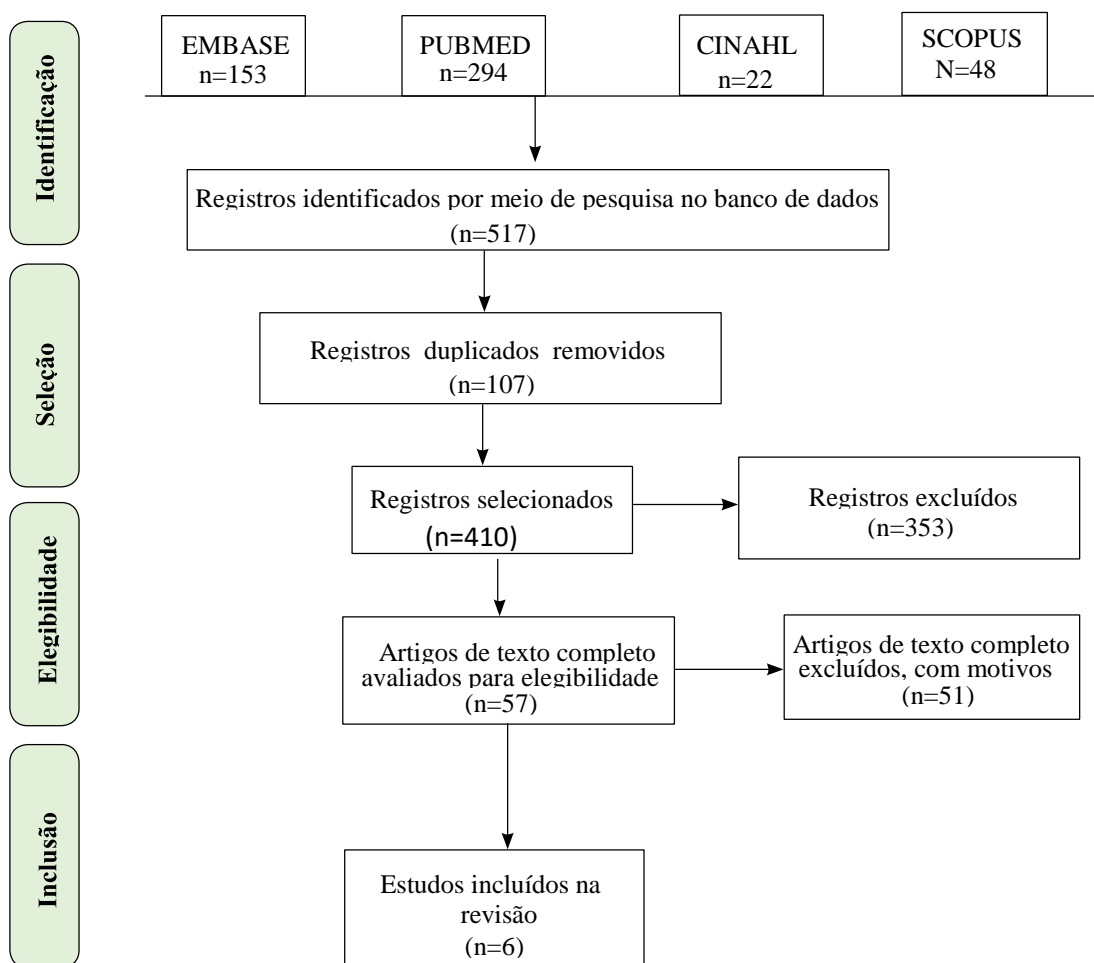 EMBASE
n=153
PUBMED
n=294
CINAHL
n=22
SCOPUS
N=48
Identificação
Registros identificados por meio de pesquisa no banco de dados
(n=517)
Seleção
Registros duplicados removidos
(n=107)
Registros selecionados
(n=410)
Registros excluídos
(n=353)
Elegibilidade
Artigos de texto completo
avaliados para elegibilidade
(n=57)
Artigos de texto completo
excluídos, com motivos
(n=51)
Inclusão
Estudos incluídos na
revisão
(n=6)